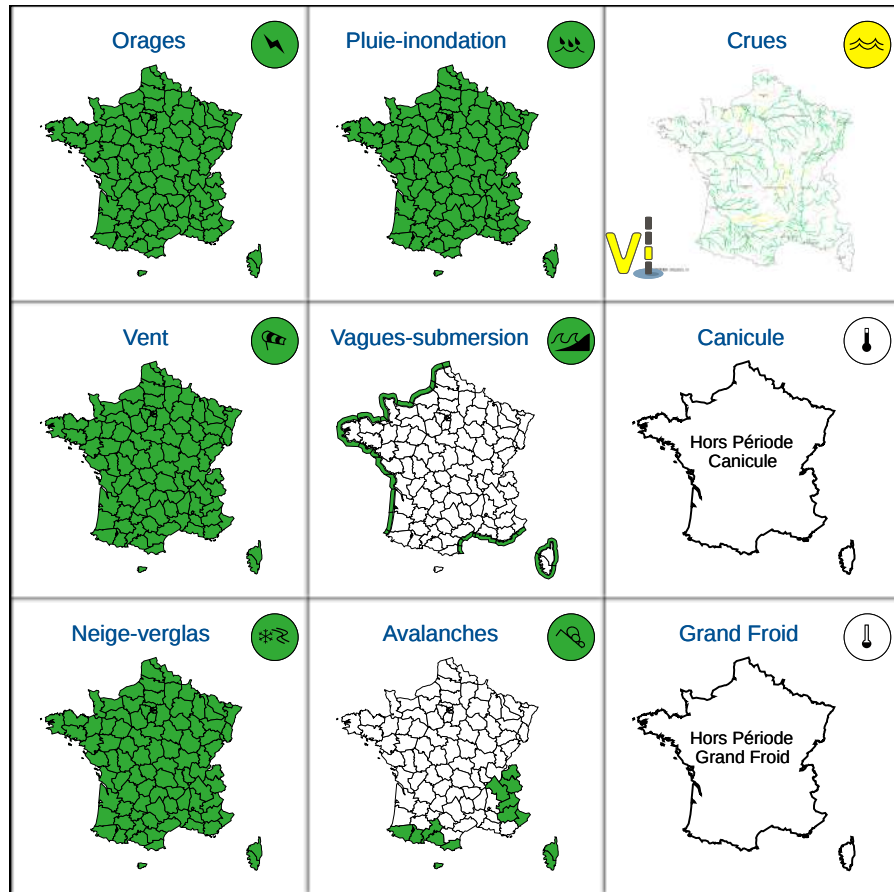 Orages
Pluie-inondation
Crues
Vi
Vent
Vagues-submersion
Canicule
Hors Période
Canicule
Neige-verglas
Avalanches
Grand Froid
Hors Période
Grand Froid